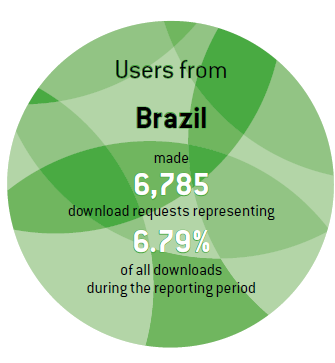 Users from
Brazil
made
6,785
download requests representing
6.79%
of all downloads
during the reporting period